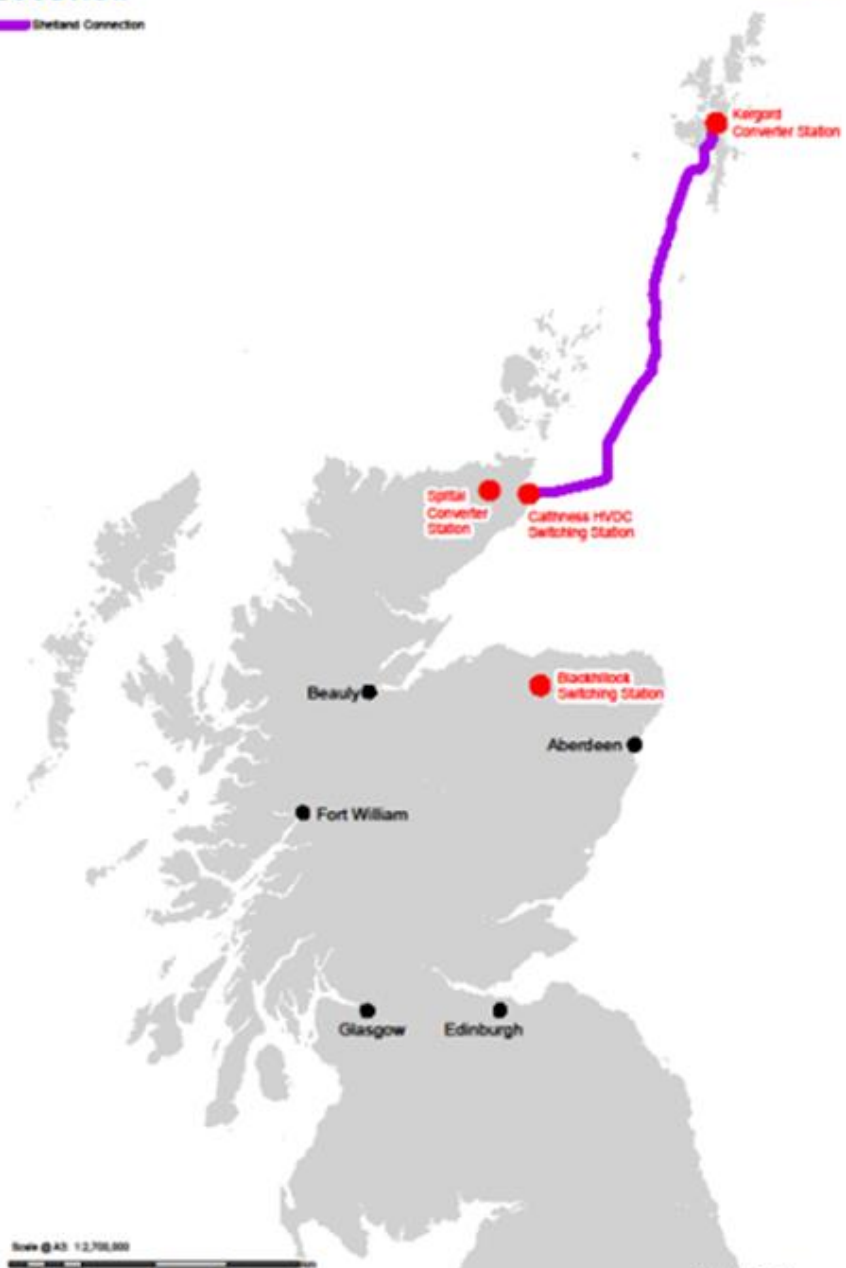 Shetland Connection
Kergord
Converter Station
Spittal
Converter
Station
Caithness HVDC
Switching Station
Beauly
Blackhillock
Switching Station
Aberdeen
Fort William
Glasgow
Edinburgh
Scale @ A3 1:2,700,000